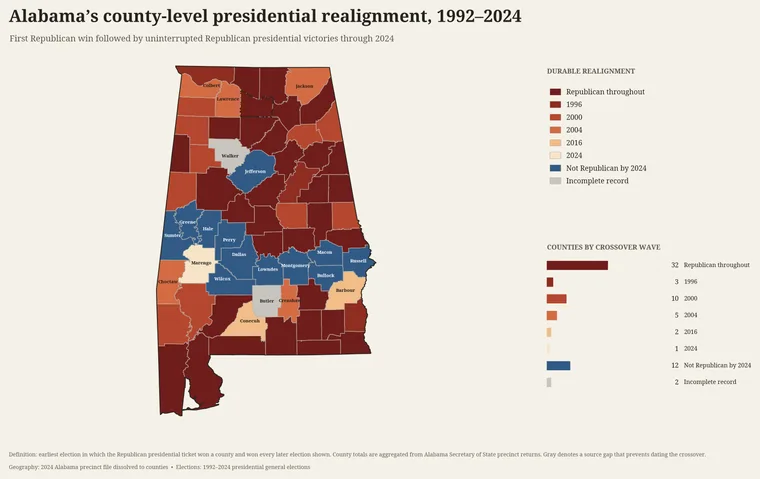 Alabama's county-level presidential realignment, 1992–2024
First Republican win followed by uninterrupted Republican presidential victories through 2024
DURABLE REALIGNMENT
Republican throughout
1996
2000
2004
2016
2024
Not Republican by 2024
Incomplete record
Colbert
Lawrence
Jackson
Walker
Jefferson
Greene
Hale
Sumter
Perry
Dallas
Marengo
Choctaw
Wilcox
Lowndes
Montgomery
Macon
Bullock
Russell
Barbour
Butler
Crenshaw
Conecuh
COUNTIES BY CROSSOVER WAVE
32 Republican throughout
3 1996
10 2000
5 2004
2 2016
1 2024
12 Not Republican by 2024
2 Incomplete record
Definition: earliest election in which the Republican presidential ticket won a county and won every later election shown. County totals are aggregated from Alabama Secretary of State precinct returns. Gray denotes a source gap that prevents dating the crossover.
Geography: 2024 Alabama precinct file dissolved to counties • Elections: 1992–2024 presidential general elections